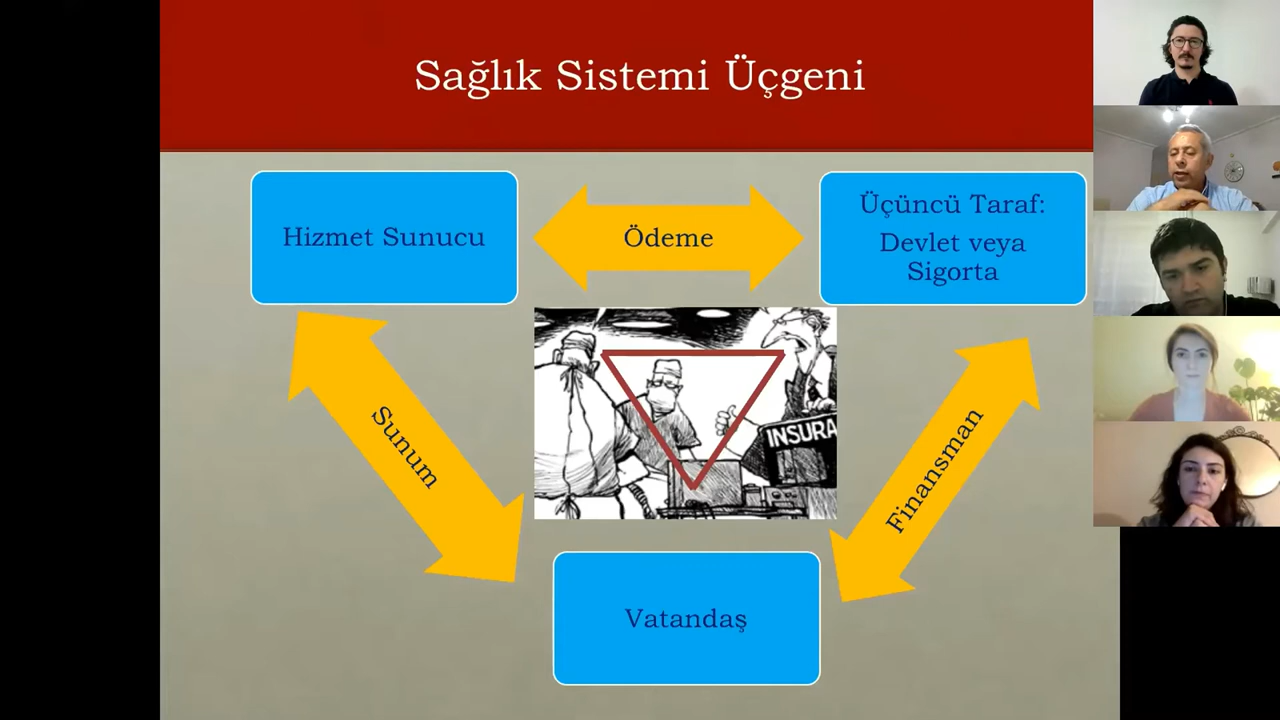 Sağlık Sistemi Üçgeni
Hizmet Sunucu
Ödeme
Üçüncü Taraf:
Devlet veya
Sigorta
INSURA
Sunum
Finansman
Vatandaş